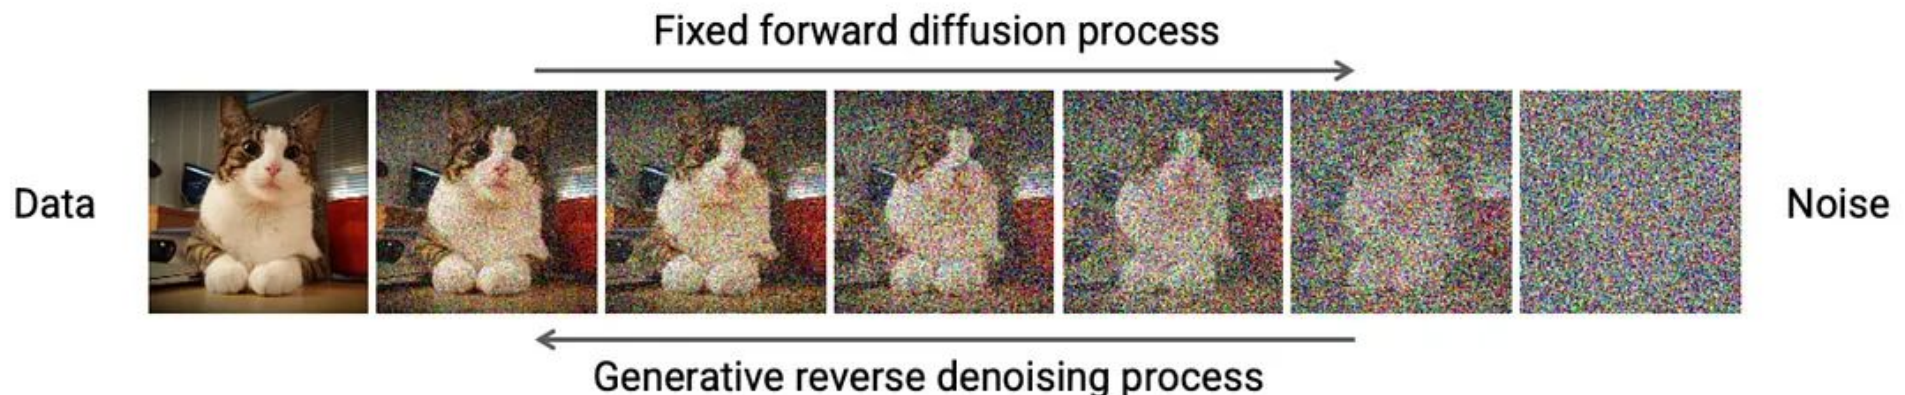 Fixed forward diffusion process
Data
Noise
Generative reverse denoising process